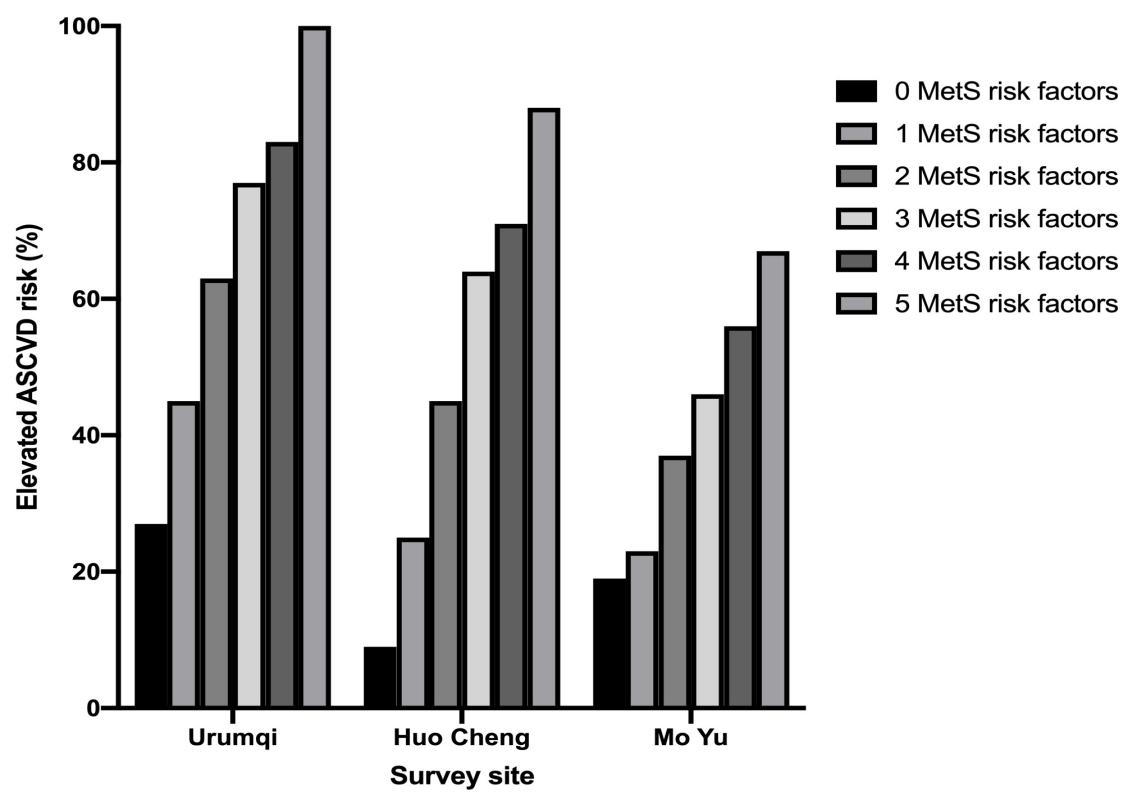 100
80
60
40
20
0
Elevated ASCVD risk (%)
Urumqi
Huo Cheng
Mo Yu
Survey site
0 MetS risk factors
1 MetS risk factors
2 MetS risk factors
3 MetS risk factors
4 MetS risk factors
5 MetS risk factors